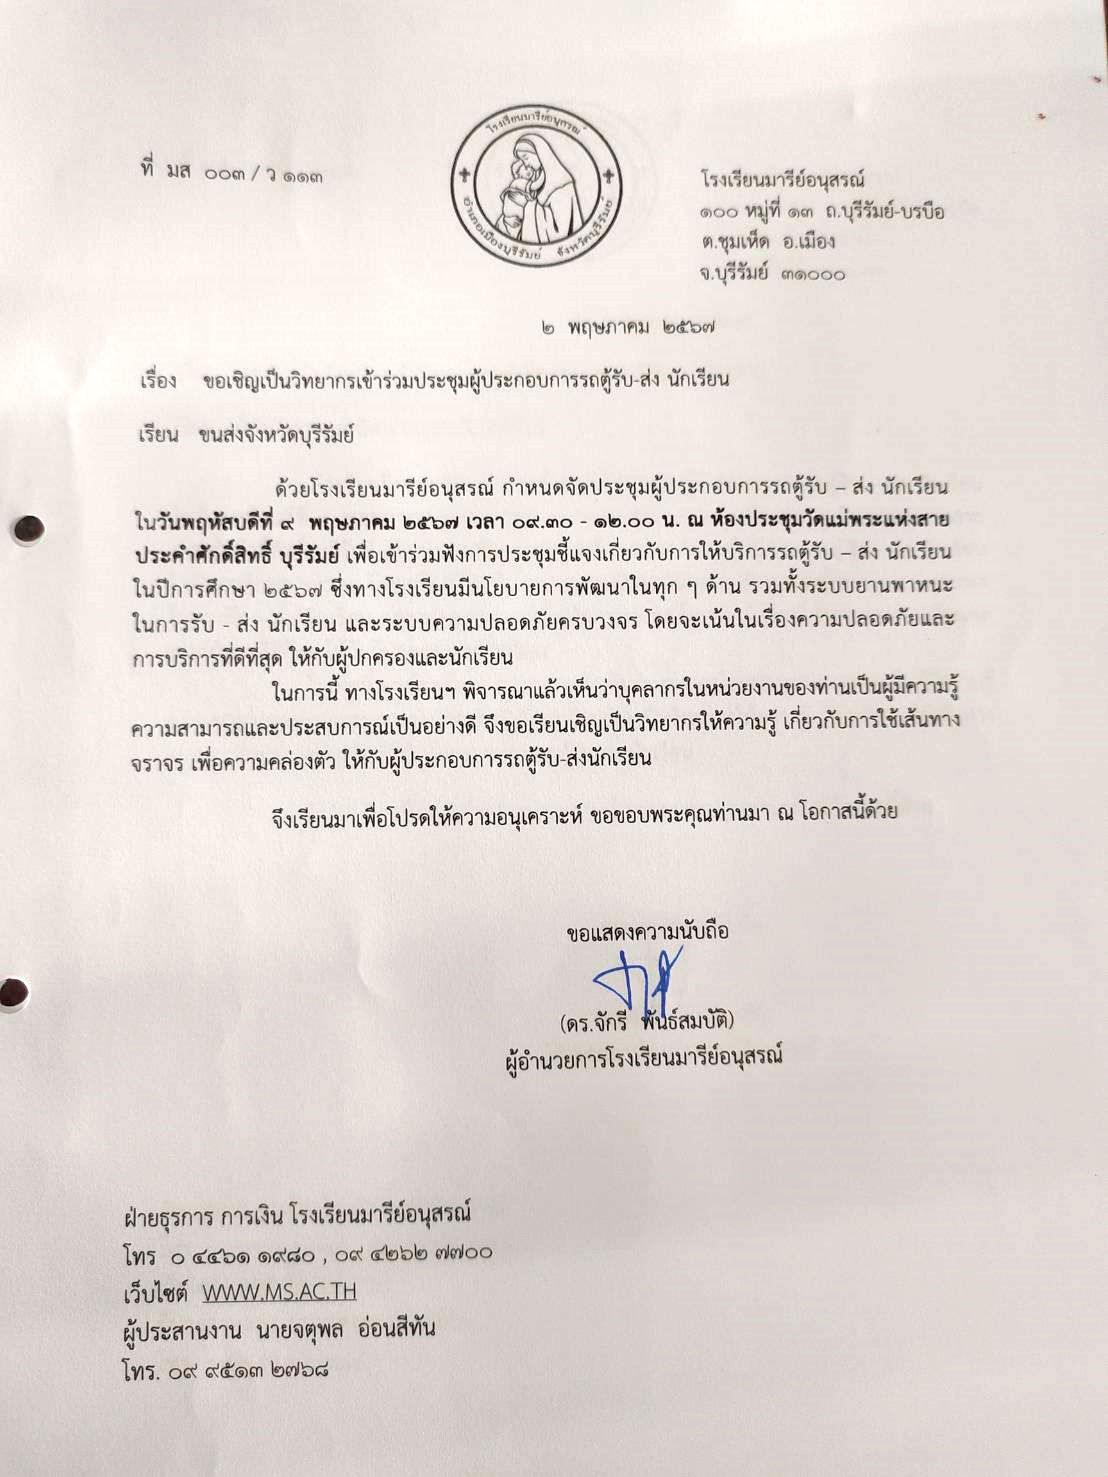 ที่ มส ๐๐๓ / ว ๑๑๓
โรงเรียนมารีย์อนุสรณ์
อำเภอเมืองบุรีรัมย์ จังหวัดบุรีรัมย์
โรงเรียนมารีย์อนุสรณ์
๑๐๐ หมู่ที่ ๑๓ ถ.บุรีรัมย์-บรบือ
ต.ชุมเห็ด อ.เมือง
จ.บุรีรัมย์ ๓๑๐๐๐
๒ พฤษภาคม ๒๕๖๗
เรื่อง ขอเชิญเป็นวิทยากรเข้าร่วมประชุมผู้ประกอบการรถตู้รับ-ส่ง นักเรียน
เรียน ขนส่งจังหวัดบุรีรัมย์
ด้วยโรงเรียนมารีย์อนุสรณ์ กำหนดจัดประชุมผู้ประกอบการรถตู้รับ – ส่ง นักเรียน
ในวันพฤหัสบดีที่ ๙ พฤษภาคม ๒๕๖๗ เวลา ๐๙.๓๐ - ๑๒.๐๐ น. ณ ห้องประชุมวัดแม่พระแห่งสาย
ประคำศักดิ์สิทธิ์ บุรีรัมย์ เพื่อเข้าร่วมฟังการประชุมชี้แจงเกี่ยวกับการให้บริการรถตู้รับ – ส่ง นักเรียน
ในปีการศึกษา ๒๕๖๗ ซึ่งทางโรงเรียนมีนโยบายการพัฒนาในทุก ๆ ด้าน รวมทั้งระบบยานพาหนะ
ในการรับ - ส่ง นักเรียน และระบบความปลอดภัยครบวงจร โดยจะเน้นในเรื่องความปลอดภัยและ
การบริการที่ดีที่สุด ให้กับผู้ปกครองและนักเรียน
ในการนี้ ทางโรงเรียนฯ พิจารณาแล้วเห็นว่าบุคลากรในหน่วยงานของท่านเป็นผู้มีความรู้
ความสามารถและประสบการณ์เป็นอย่างดี จึงขอเรียนเชิญเป็นวิทยากรให้ความรู้ เกี่ยวกับการใช้เส้นทาง
จราจร เพื่อความคล่องตัว ให้กับผู้ประกอบการรถตู้รับ-ส่งนักเรียน
จึงเรียนมาเพื่อโปรดให้ความอนุเคราะห์ ขอขอบพระคุณท่านมา ณ โอกาสนี้ด้วย
ขอแสดงความนับถือ
(ดร.จักรี พันธ์สมบัติ)
ผู้อำนวยการโรงเรียนมารีย์อนุสรณ์
ฝ่ายธุรการ การเงิน โรงเรียนมารีย์อนุสรณ์
โทร ๐ ๔๔๖๑ ๑๙๘๐ , ๐๙ ๔๒๖๒ ๗๗๐๐
เว็บไซต์ WWW.MS.AC.TH
ผู้ประสานงาน นายจตุพล อ่อนสีทัน
โทร. ๐๙ ๙๕๑๓ ๒๗๖๘